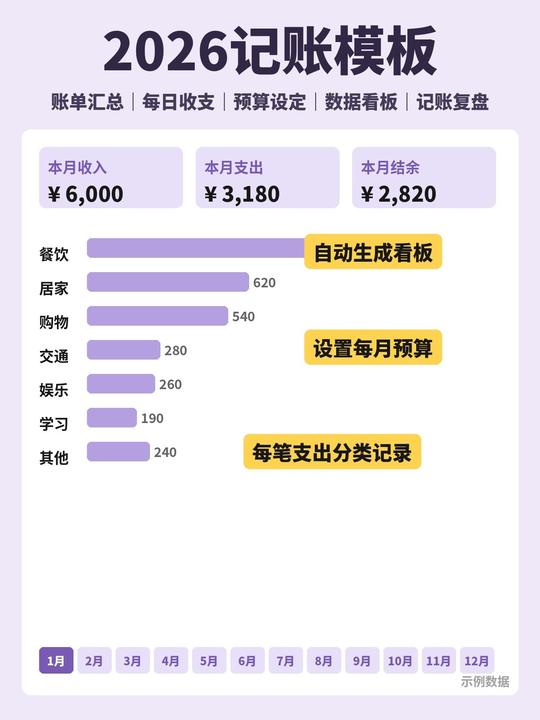 2026记账模板
账单汇总｜每日收支｜预算设定｜数据看板｜记账复盘
本月收入 本月支出 本月结余
¥6,000 ¥3,180 ¥2,820
餐饮 自动生成看板
居家 620
购物 540
设置每月预算
交通 280
娱乐 260
学习 190
每笔支出分类记录
其他 240
1月 2月 3月 4月 5月 6月 7月 8月 9月 10月 11月 12月
示例数据